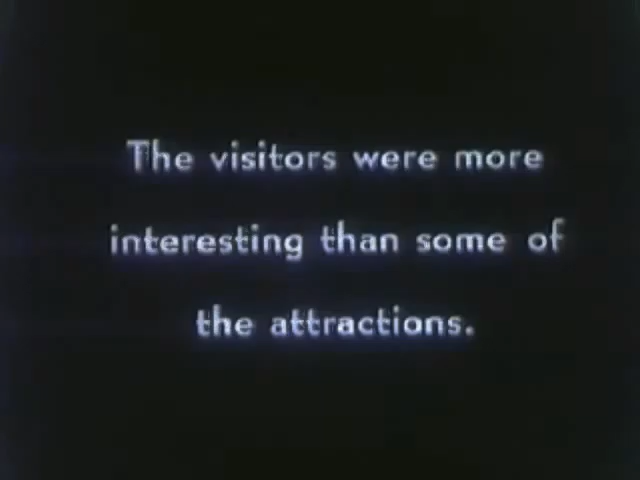 The visitors were more
interesting than some of
the attractions.